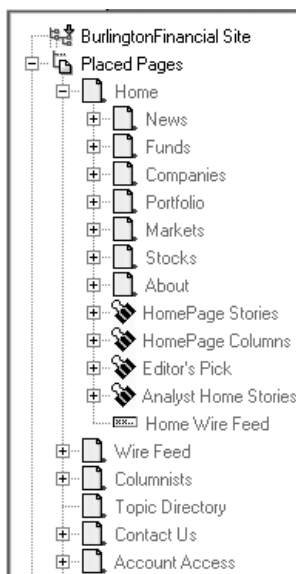 BurlingtonFinancial Site
Placed Pages
Home
News
Funds
Companies
Portfolio
Markets
Stocks
About
HomePage Stories
HomePage Columns
Editor's Pick
Analyst Home Stories
Home Wire Feed
Wire Feed
Columnists
Topic Directory
Contact Us
Account Access